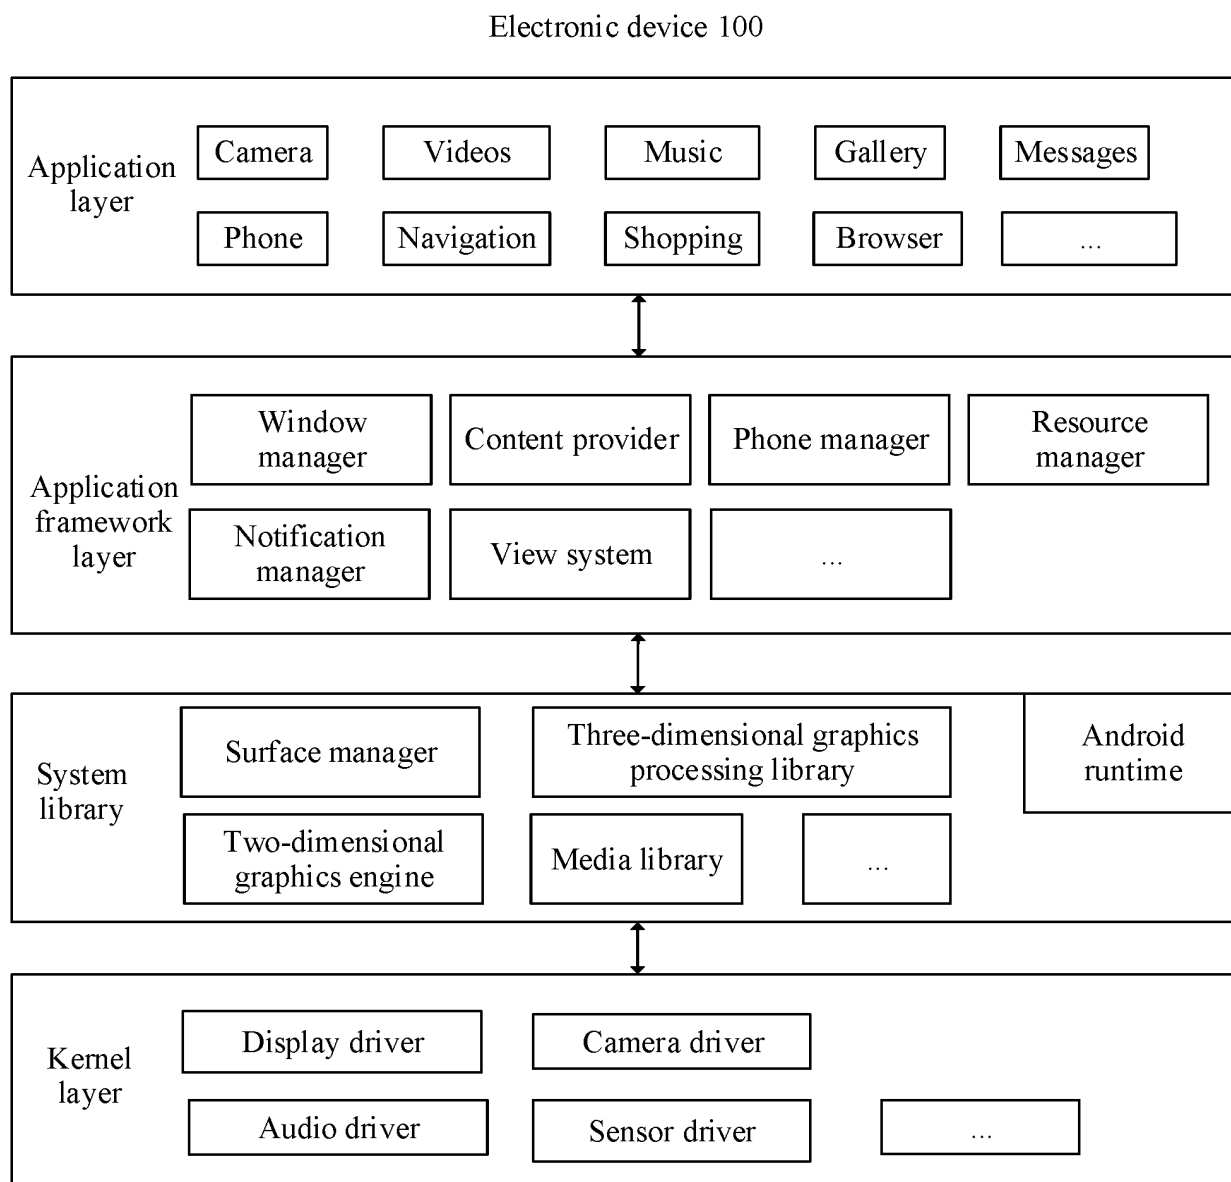 Electronic device 100
Application
layer
Camera
Videos
Music
Gallery
Messages
Phone
Navigation
Shopping
Browser
...
Application
framework
layer
Window
manager
Content provider
Phone manager
Resource
manager
Notification
manager
View system
...
System
library
Surface manager
Three-dimensional graphics
processing library
Android
runtime
Two-dimensional
graphics engine
Media library
...
Kernel
layer
Display driver
Camera driver
Audio driver
Sensor driver
...